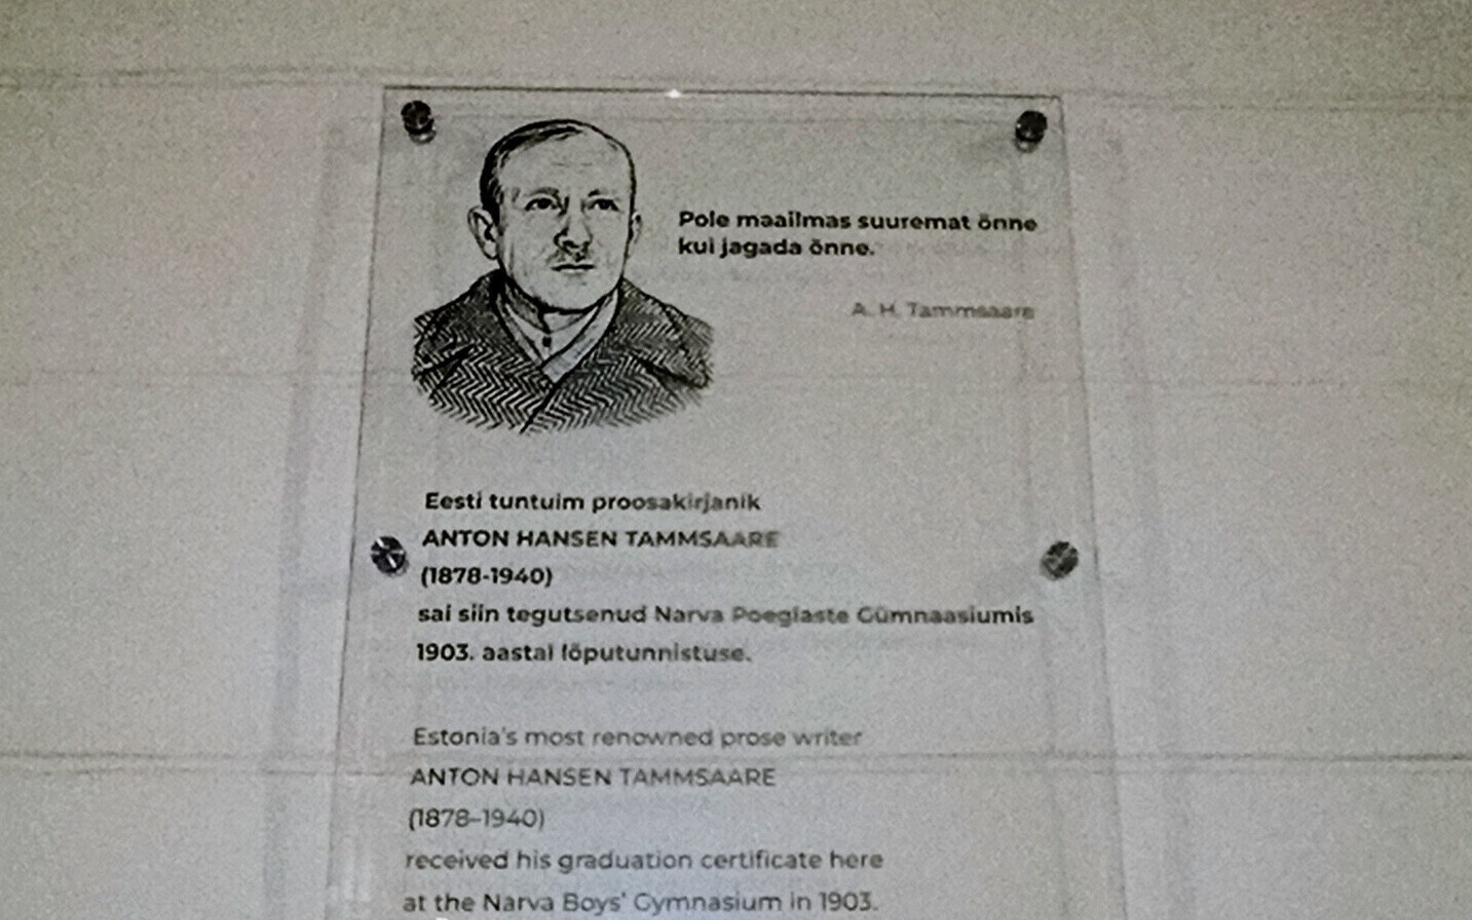 Pole maailmas suuremat õnne
kui jagada õnne.
A. H. Tammsaare
Eesti tuntuim proosakirjanik
ANTON HANSEN TAMMSAARE
(1878-1940)
sai siin tegutsenud Narva Poeglaste Gümnaasiumis
1903. aastal lõputunnistuse.
Estonia's most renowned prose writer
ANTON HANSEN TAMMSAARE
(1878–1940)
received his graduation certificate here
at the Narva Boys' Gymnasium in 1903.